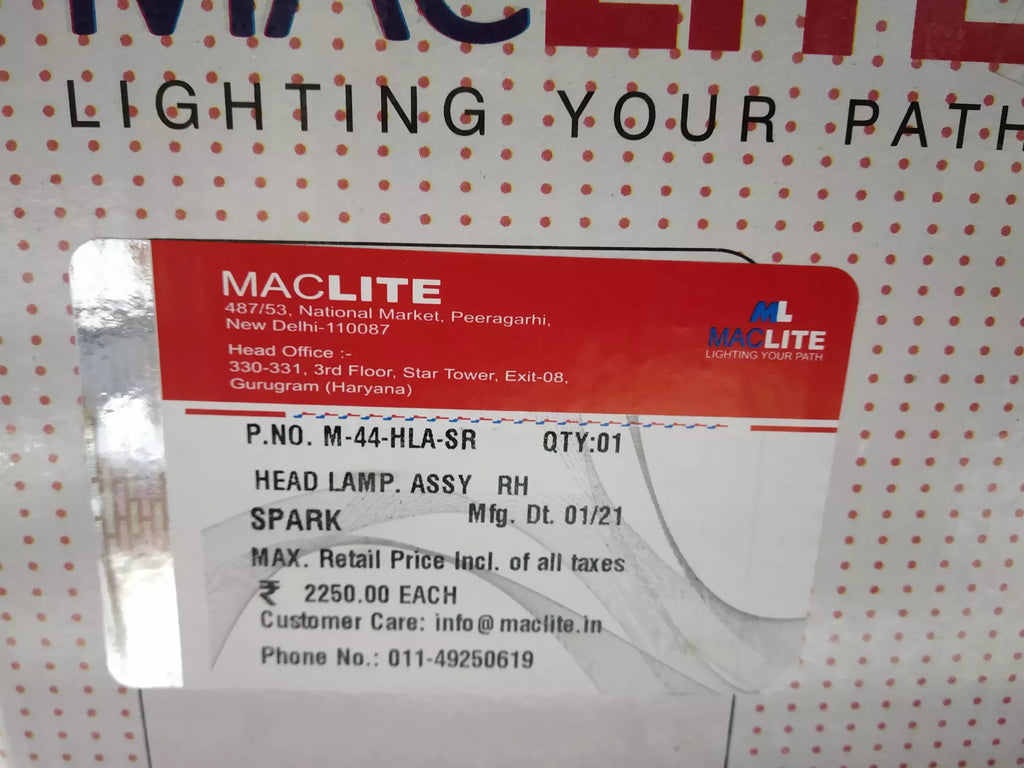 MACLITE
LIGHTING YOUR PATH
MACLITE
487/53, National Market, Peeragarhi,
New Delhi-110087
Head Office :-
330-331, 3rd Floor, Star Tower, Exit-08,
Gurugram (Haryana)
ML
MACLITE
LIGHTING YOUR PATH
P.NO. M-44-HLA-SR QTY:01
HEAD LAMP. ASSY RH
SPARK Mfg. Dt. 01/21
MAX. Retail Price Incl. of all taxes
₹ 2250.00 EACH
Customer Care: info@maclite.in
Phone No.: 011-49250619